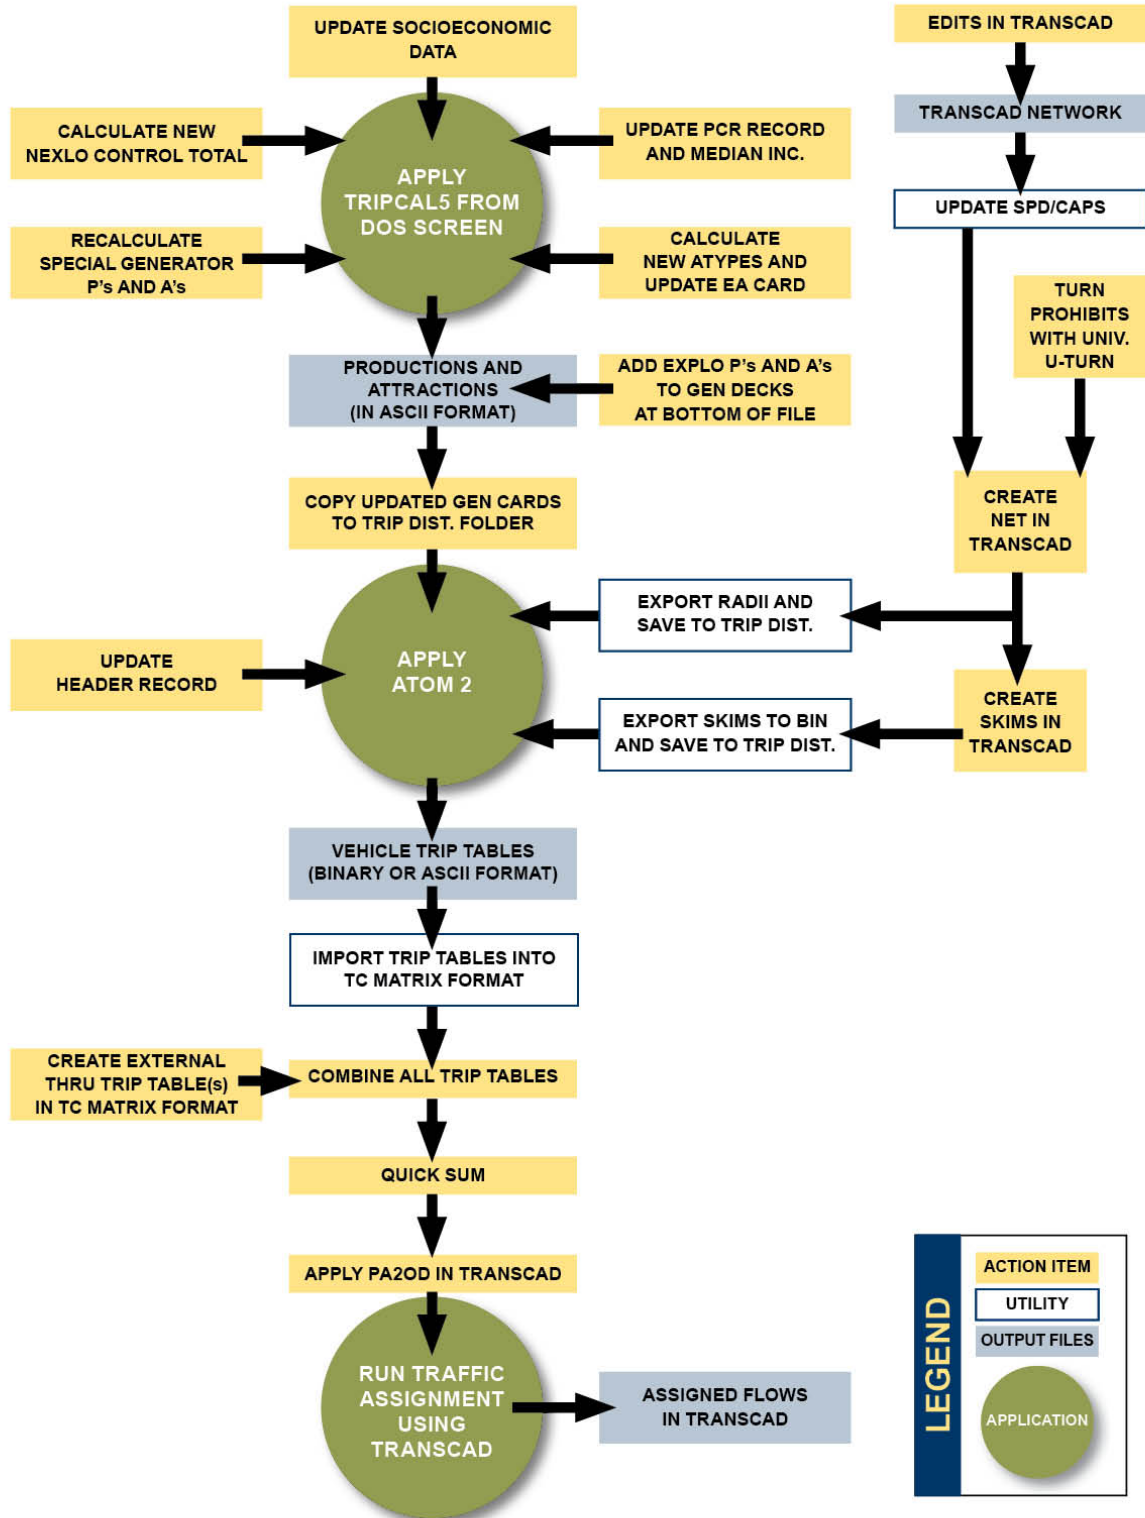 UPDATE SOCIOECONOMIC
DATA
EDITS IN TRANSCAD
TRANSCAD NETWORK
CALCULATE NEW
NEXLO CONTROL TOTAL
UPDATE PCR RECORD
AND MEDIAN INC.
APPLY
TRIPCAL5 FROM
DOS SCREEN
UPDATE SPD/CAPS
RECALCULATE
SPECIAL GENERATOR
P's AND A's
CALCULATE
NEW ATYPES AND
UPDATE EA CARD
TURN
PROHIBITS
WITH UNIV.
U-TURN
PRODUCTIONS AND
ATTRACTIONS
(IN ASCII FORMAT)
ADD EXPLO P's AND A's
TO GEN DECKS
AT BOTTOM OF FILE
COPY UPDATED GEN CARDS
TO TRIP DIST. FOLDER
CREATE
NET IN
TRANSCAD
EXPORT RADII AND
SAVE TO TRIP DIST.
UPDATE
HEADER RECORD
APPLY
ATOM 2
EXPORT SKIMS TO BIN
AND SAVE TO TRIP DIST.
CREATE
SKIMS IN
TRANSCAD
VEHICLE TRIP TABLES
(BINARY OR ASCII FORMAT)
IMPORT TRIP TABLES INTO
TC MATRIX FORMAT
CREATE EXTERNAL
THRU TRIP TABLE(s)
IN TC MATRIX FORMAT
COMBINE ALL TRIP TABLES
QUICK SUM
APPLY PA2OD IN TRANSCAD
RUN TRAFFIC
ASSIGNMENT
USING
TRANSCAD
ASSIGNED FLOWS
IN TRANSCAD
LEGEND
ACTION ITEM
UTILITY
OUTPUT FILES
APPLICATION